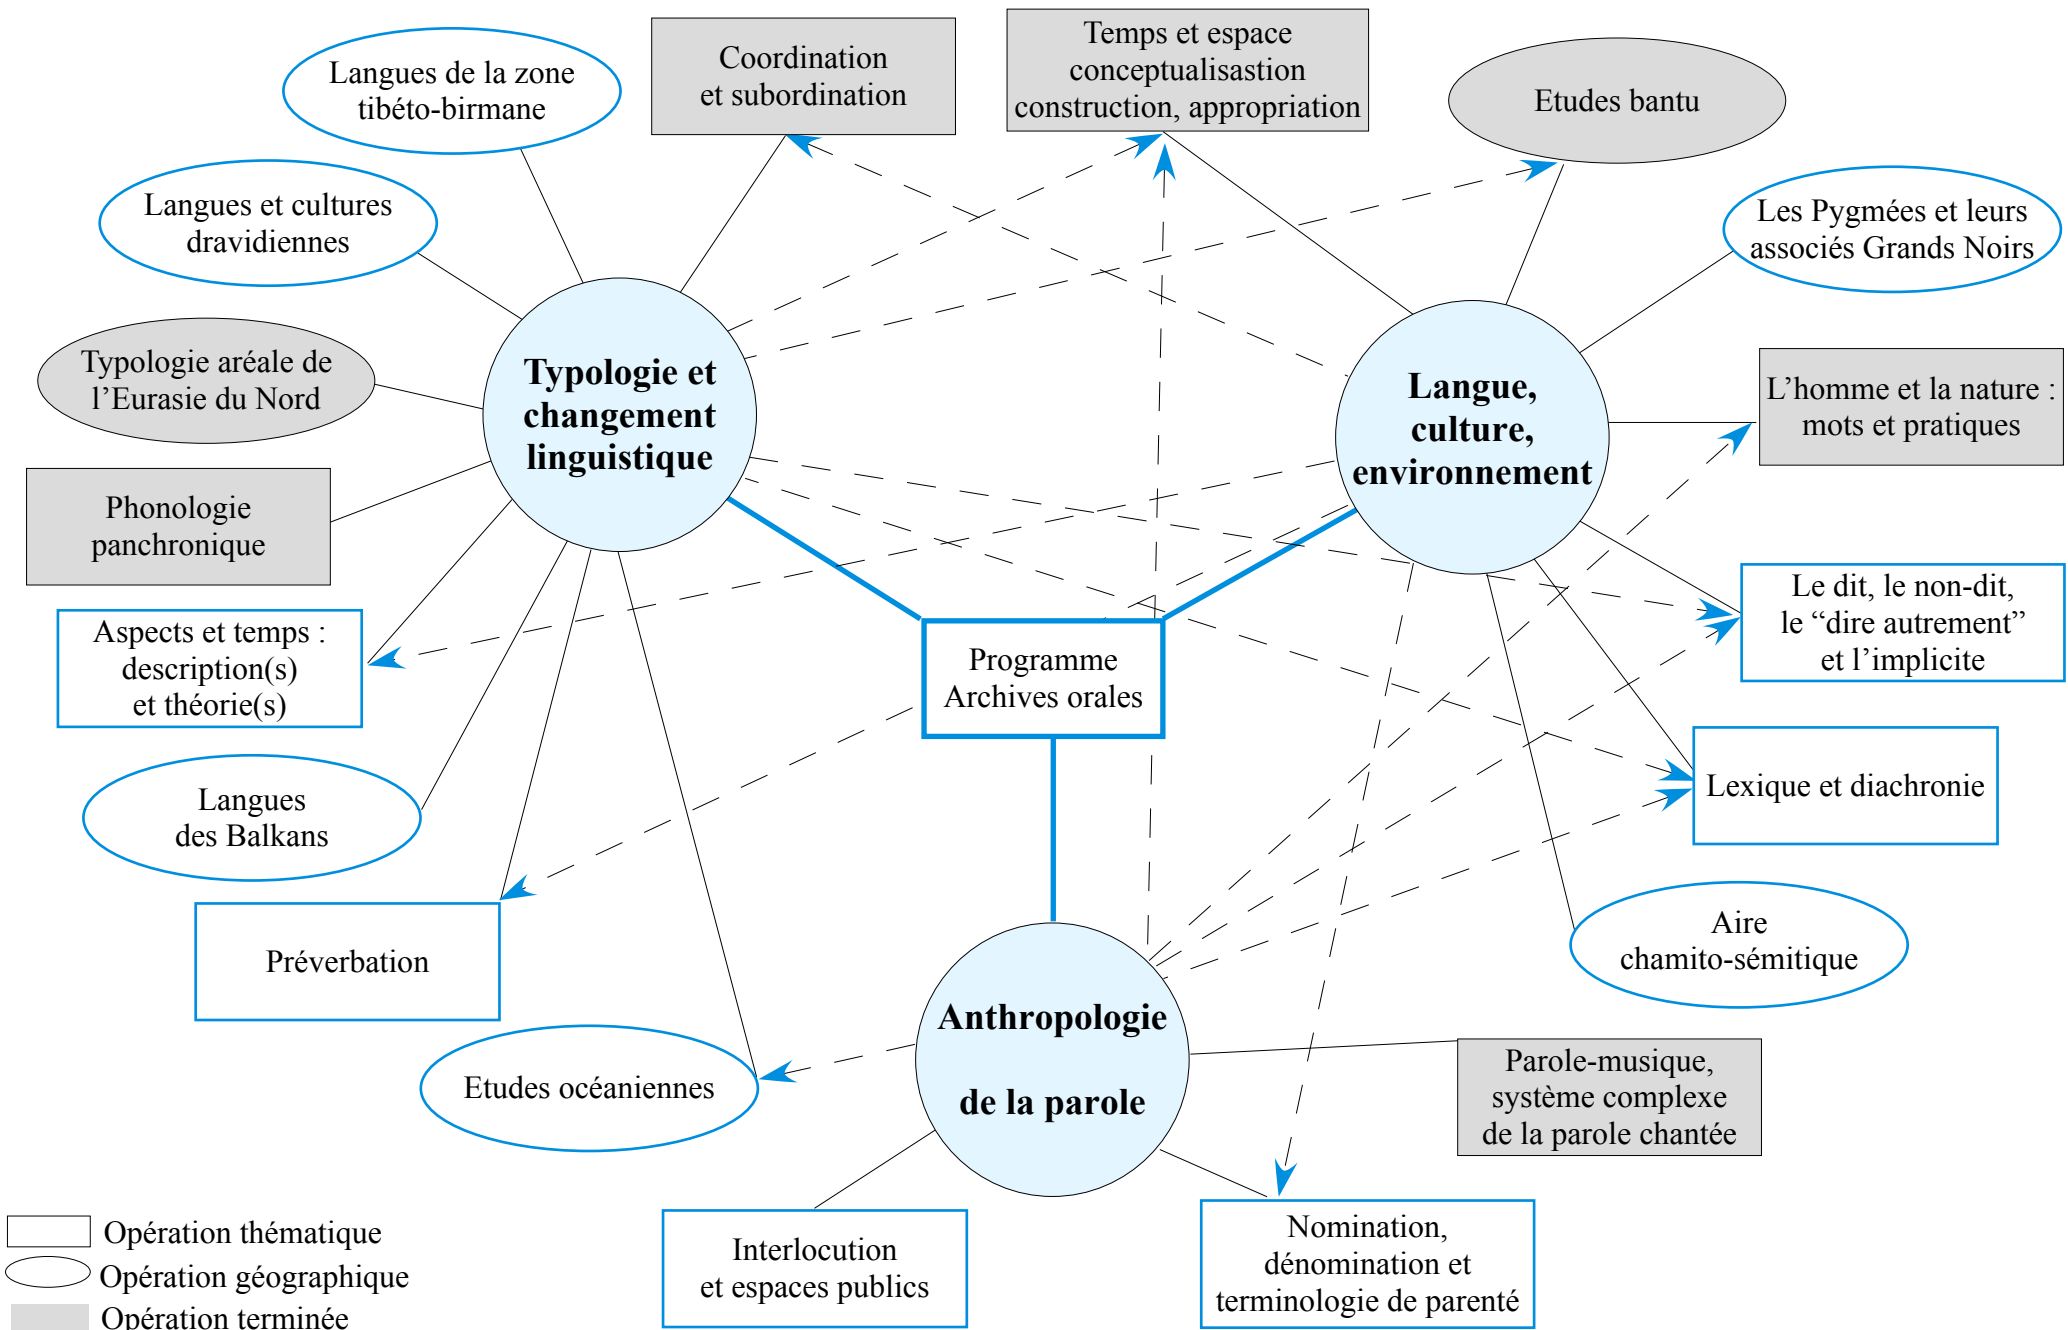 Langues de la zone
tibéto-birmane
Coordination
et subordination
Temps et espace
conceptualisastion
construction, appropriation
Etudes bantu
Langues et cultures
dravidiennes
Les Pygmées et leurs
associés Grands Noirs
Typologie aréale de
l’Eurasie du Nord
Typologie et
changement
linguistique
Langue,
culture,
environnement
L’homme et la nature :
mots et pratiques
Phonologie
panchronique
Aspects et temps :
description(s)
et théorie(s)
Programme
Archives orales
Le dit, le non-dit,
le “dire autrement”
et l’implicite
Langues
des Balkans
Lexique et diachronie
Préverbation
Aire
chamito-sémitique
Anthropologie
de la parole
Etudes océaniennes
Parole-musique,
système complexe
de la parole chantée
Interlocution
et espaces publics
Nomination,
dénomination et
terminologie de parenté
Opération thématique
Opération géographique
Opération terminée